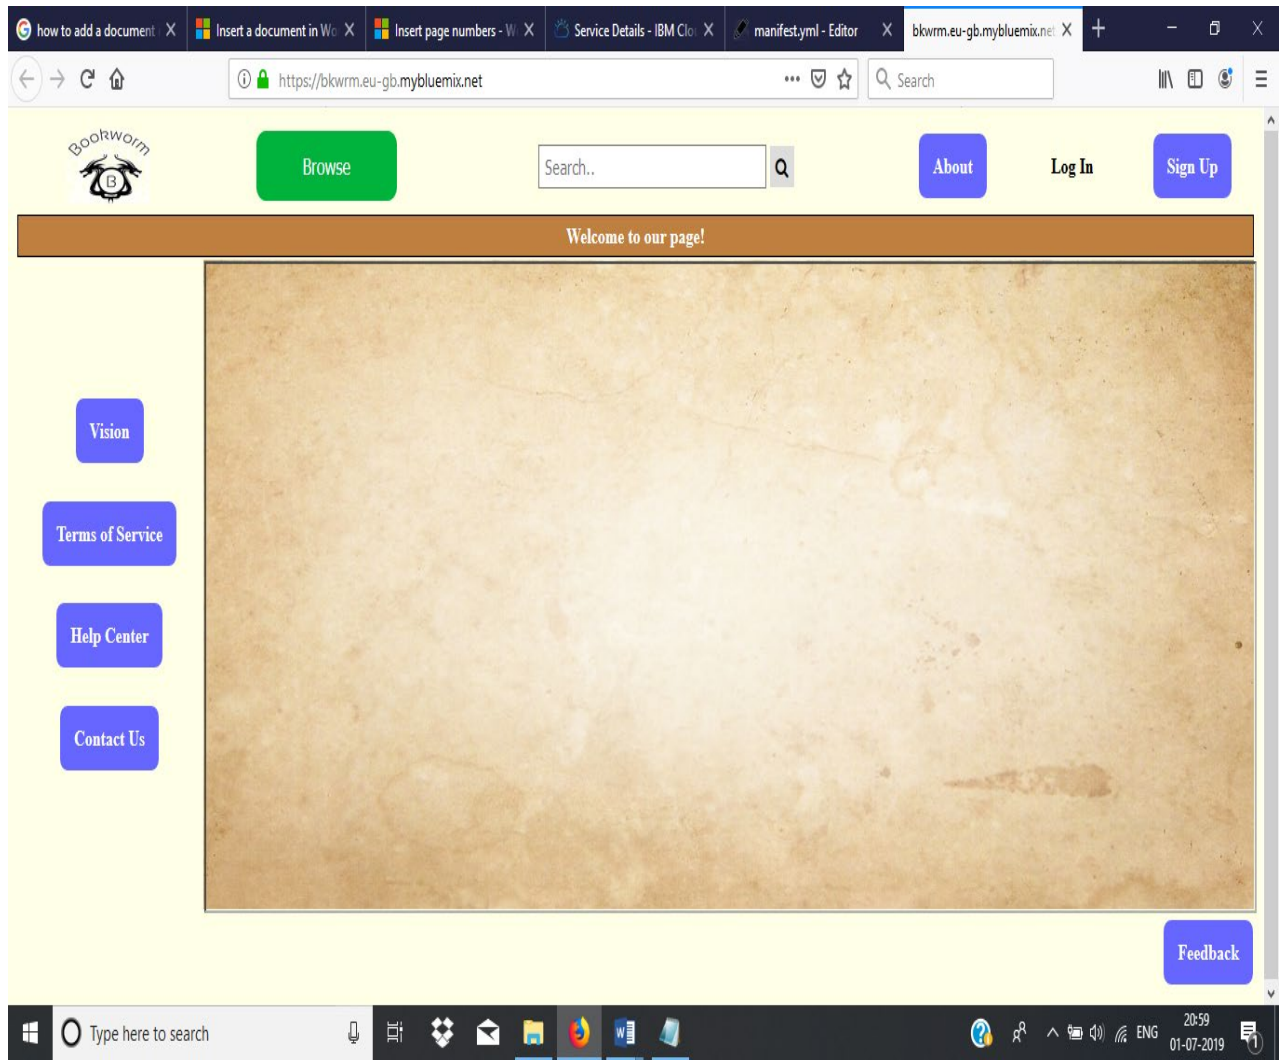 how to add a document
Insert a document in Wo
Insert page numbers - W
Service Details - IBM Clo
manifest.yml - Editor
bkwrm.eu-gb.mybluemix.net
https://bkwrm.eu-gb.mybluemix.net
Search
Bookworm
B
Browse
Search..
About
Log In
Sign Up
Welcome to our page!
Vision
Terms of Service
Help Center
Contact Us
Feedback
Type here to search
ENG
20:59
01-07-2019
1